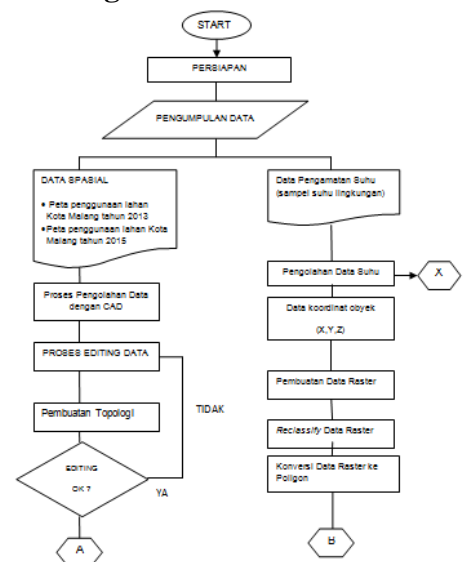 START
PERSIAPAN
PENGUMPULAN DATA
DATA SPASIAL
• Peta penggunaan lahan
Kota Malang tahun 2013
•Peta penggunaan lahan Kota
Malang tahun 2015
Proses Pengolahan Data
dengan CAD
PROSES EDITING DATA
Pembuatan Topologi
TIDAK
EDITING
OK ?
YA
A
Data Pengamatan Suhu
(sampel suhu lingkungan)
Pengolahan Data Suhu
X
Data koordinat obyek
(X,Y,Z)
Pembuatan Data Raster
Reclassify Data Raster
Konversi Data Raster ke
Poligon
B